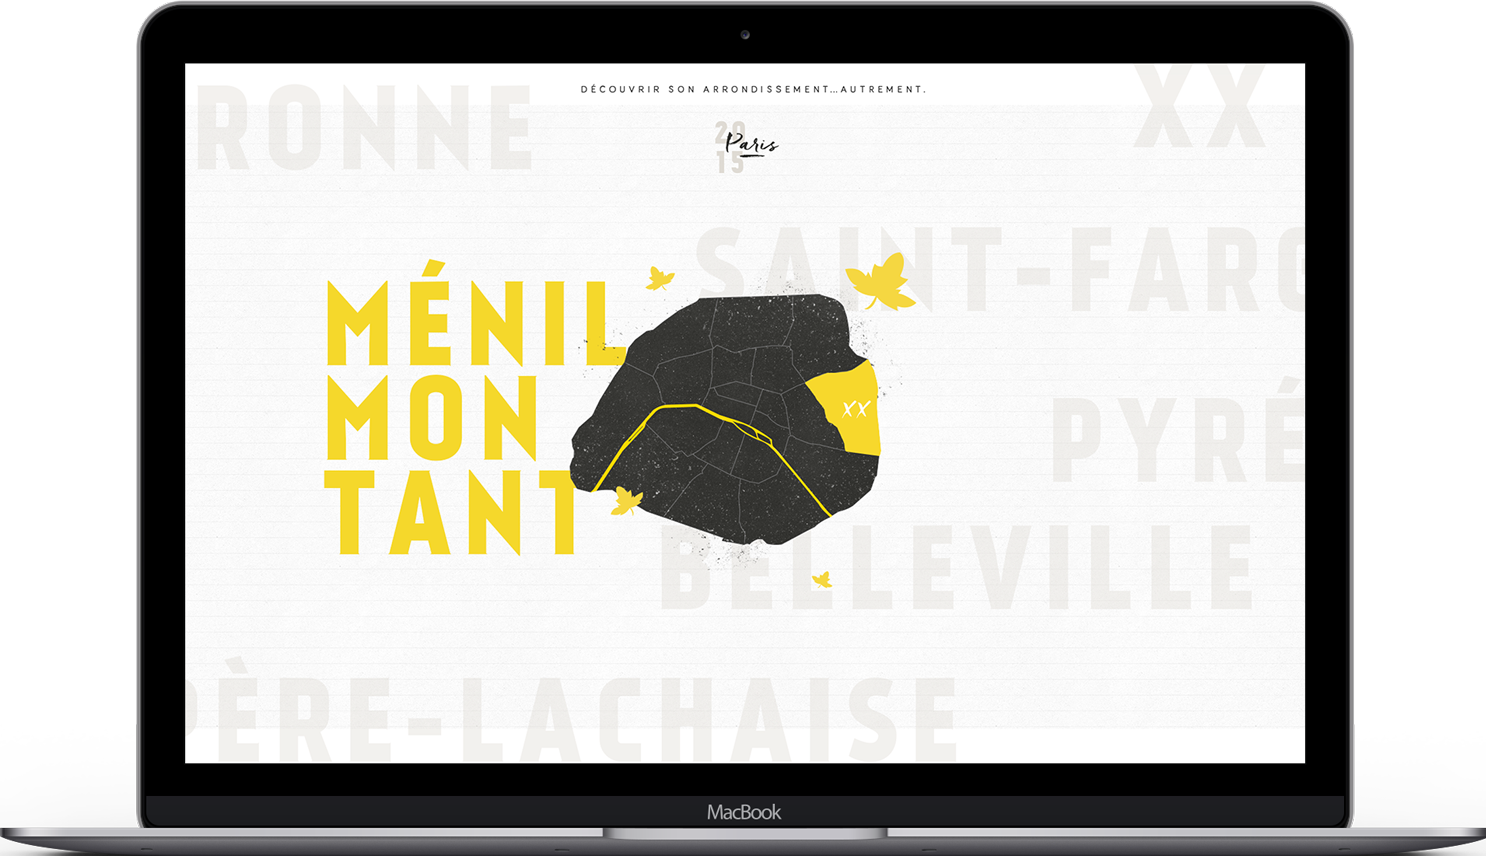 DÉCOUVRIR SON ARRONDISSEMENT...AUTREMENT.
RONNE
XX
20
Paris
15
SAINT-FARG
MÉNIL
MON
TANT
XX
PYRÉ
BELLEVILLE
PÈRE-LACHAISE
MacBook